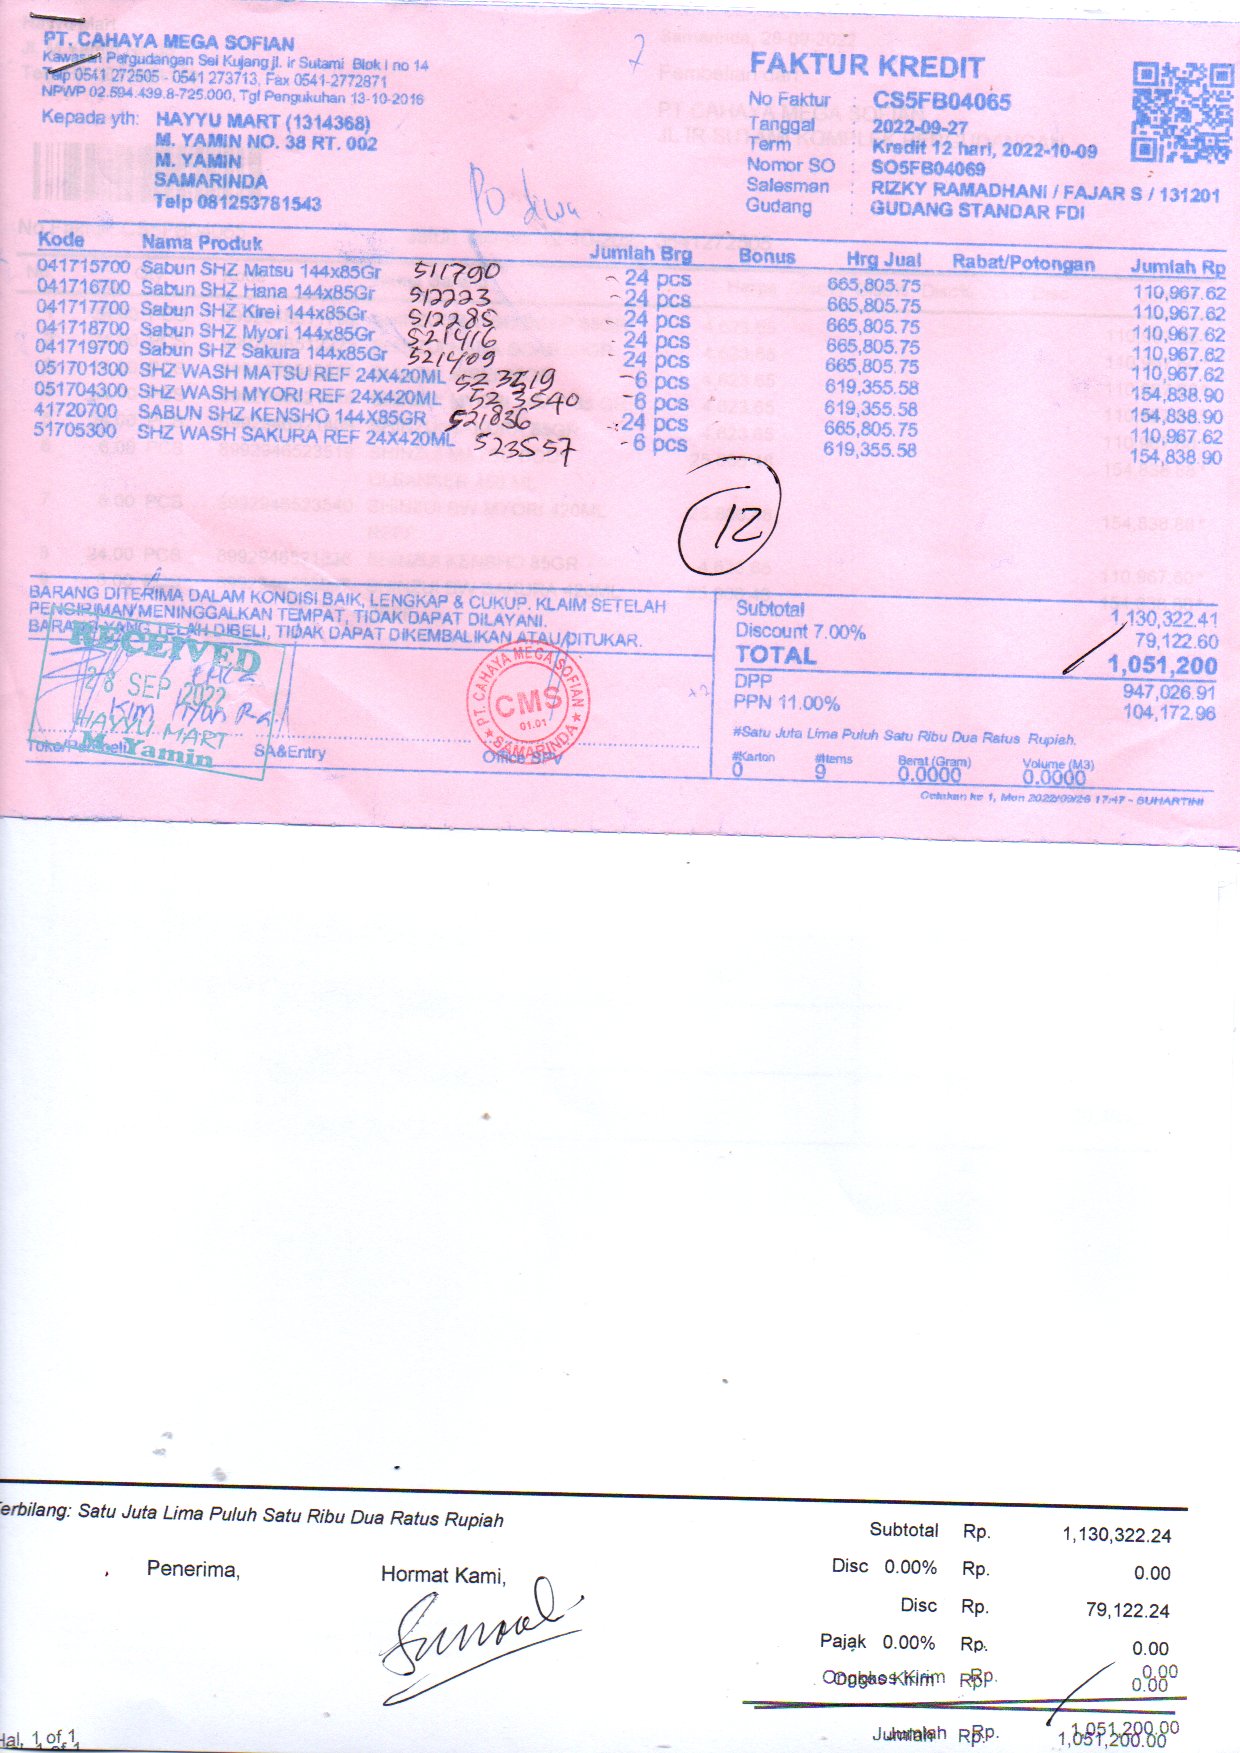 PT. CAHAYA MEGA SOFIAN
Kawasan Pergudangan Sei Kujang jl. ir Sutami Blok I no 14
Telp 0541 272505 - 0541 273713, Fax 0541-2772871
NPWP 02.594.439.8-725.000, Tgl Pengukuhan 13-10-2016
Kepada yth: HAYYU MART (1314368)
M. YAMIN NO. 38 RT. 002
M. YAMIN
SAMARINDA
Telp 081253781543
7
FAKTUR KREDIT
No Faktur : CS5FB04065
Tanggal : 2022-09-27
Term : Kredit 12 hari, 2022-10-09
Nomor SO : SO5FB04069
Salesman : RIZKY RAMADHANI / FAJAR S / 131201
Gudang : GUDANG STANDAR FDI
PO
Kode Nama Produk Jumlah Brg Bonus Hrg Jual Rabat/Potongan Jumlah Rp
041715700 Sabun SHZ Matsu 144x85Gr 511790 24 pcs 665,805.75 110,967.62
041716700 Sabun SHZ Hana 144x85Gr 512223 24 pcs 665,805.75 110,967.62
041717700 Sabun SHZ Kirei 144x85Gr 512285 24 pcs 665,805.75 110,967.62
041718700 Sabun SHZ Myori 144x85Gr 521416 24 pcs 665,805.75 110,967.62
041719700 Sabun SHZ Sakura 144x85Gr 521409 24 pcs 665,805.75 110,967.62
051701300 SHZ WASH MATSU REF 24X420ML 523519 6 pcs 619,355.58 154,838.90
051704300 SHZ WASH MYORI REF 24X420ML 523540 6 pcs 619,355.58 154,838.90
41720700 SABUN SHZ KENSHO 144X85GR 521836 24 pcs 665,805.75 110,967.62
51705300 SHZ WASH SAKURA REF 24X420ML 523557 6 pcs 619,355.58 154,838.90
12
BARANG DITERIMA DALAM KONDISI BAIK, LENGKAP & CUKUP. KLAIM SETELAH
PENGIRIMAN/MENINGGALKAN TEMPAT, TIDAK DAPAT DILAYANI.
BARANG YANG TELAH DIBELI, TIDAK DAPAT DIKEMBALIKAN ATAU DITUKAR.
RECEIVED
28 SEP 2022
HAYYU MART
M. Yamin
Toko/Pembeli SA&Entry Office SPV
PT. CAHAYA MEGA SOFIAN
CMS
01.01
SAMARINDA
Subtotal 1,130,322.41
Discount 7.00% 79,122.60
TOTAL 1,051,200
DPP 947,026.91
PPN 11.00% 104,172.96
#Satu Juta Lima Puluh Satu Ribu Dua Ratus Rupiah.
#Karton #Items Berat (Gram) Volume (M3)
0 9 0.0000 0.0000
Cetakan ke 1, Mon 2022/09/26 17:47 - SUHARTINI
erbilang: Satu Juta Lima Puluh Satu Ribu Dua Ratus Rupiah
Penerima, Hormat Kami,
Subtotal Rp. 1,130,322.24
Disc 0.00% Rp. 0.00
Disc Rp. 79,122.24
Pajak 0.00% Rp. 0.00
Ongkos Kirim Rp. 0.00
Jumlah Rp. 1,051,200.00
Hal, 1 of 1